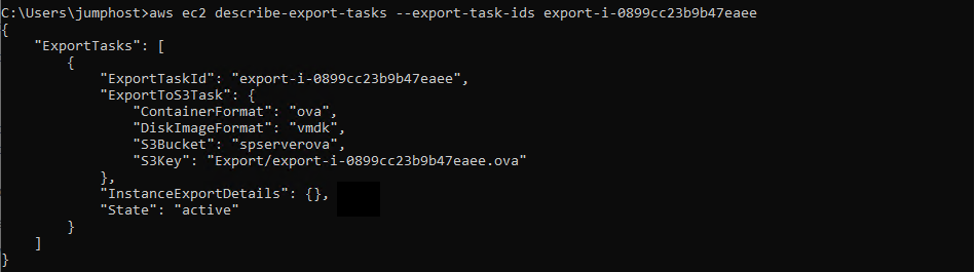 C:\Users\jumphost>aws ec2 describe-export-tasks --export-task-ids export-i-0899cc23b9b47eaee
{
    "ExportTasks": [
        {
            "ExportTaskId": "export-i-0899cc23b9b47eaee",
            "ExportToS3Task": {
                "ContainerFormat": "ova",
                "DiskImageFormat": "vmdk",
                "S3Bucket": "spserverova",
                "S3Key": "Export/export-i-0899cc23b9b47eaee.ova"
            },
            "InstanceExportDetails": {},
            "State": "active"
        }
    ]
}